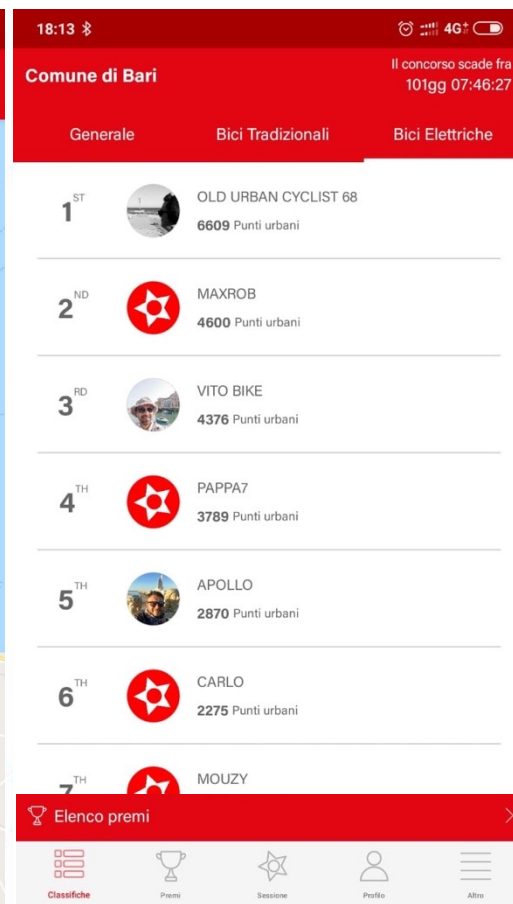 18:13
4G+
Comune di Bari
Il concorso scade fra
101gg 07:46:27
Generale
Bici Tradizionali
Bici Elettriche
1ST
OLD URBAN CYCLIST 68
6609 Punti urbani
2ND
MAXROB
4600 Punti urbani
3RD
VITO BIKE
4376 Punti urbani
4TH
PAPPA7
3789 Punti urbani
5TH
APOLLO
2870 Punti urbani
6TH
CARLO
2275 Punti urbani
7TH
MOUZY
Elenco premi
Classifiche
Premi
Sessione
Profilo
Altro